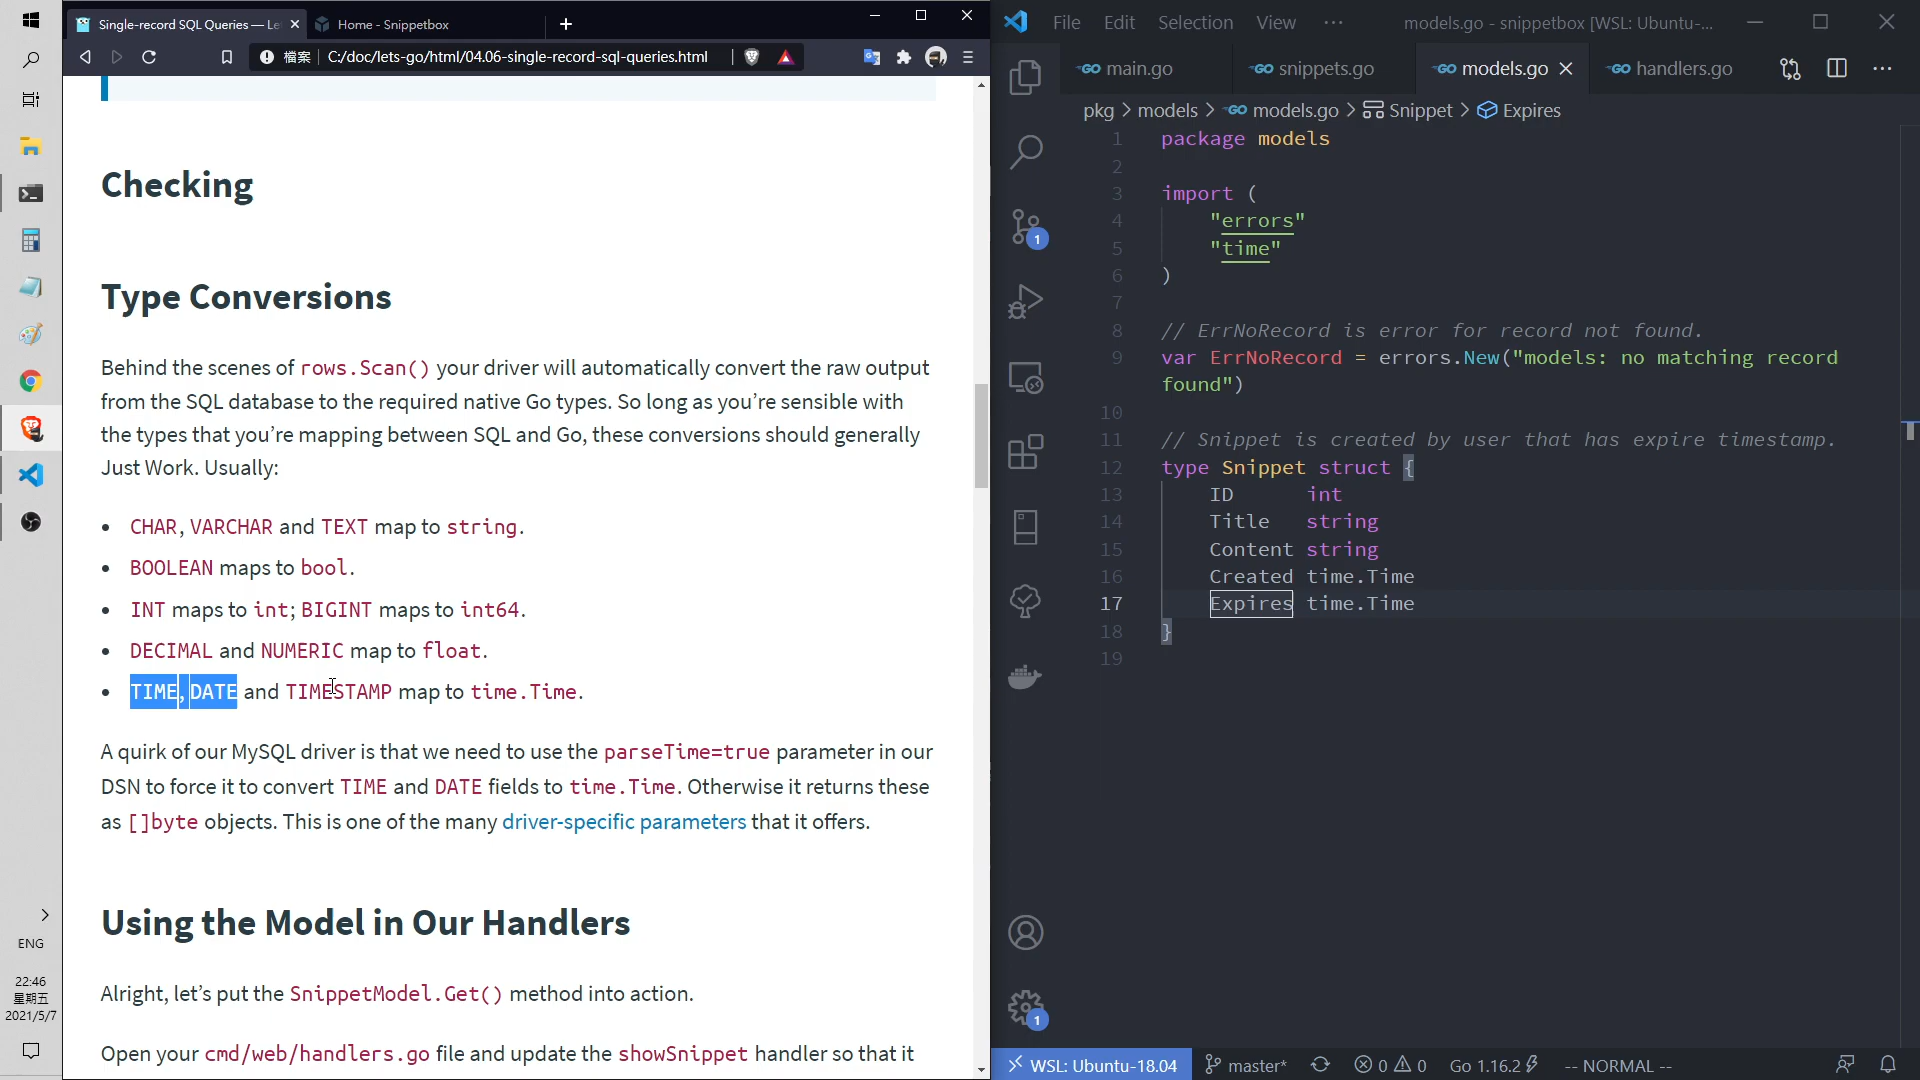 Single-record SQL Queries — Le
Home - Snippetbox
檔案
C:/doc/lets-go/html/04.06-single-record-sql-queries.html
Checking
Type Conversions
Behind the scenes of rows.Scan() your driver will automatically convert the raw output
from the SQL database to the required native Go types. So long as you’re sensible with
the types that you’re mapping between SQL and Go, these conversions should generally
Just Work. Usually:
• CHAR, VARCHAR and TEXT map to string.
• BOOLEAN maps to bool.
• INT maps to int; BIGINT maps to int64.
• DECIMAL and NUMERIC map to float.
• TIME, DATE and TIMESTAMP map to time.Time.
A quirk of our MySQL driver is that we need to use the parseTime=true parameter in our
DSN to force it to convert TIME and DATE fields to time.Time. Otherwise it returns these
as []byte objects. This is one of the many driver-specific parameters that it offers.
Using the Model in Our Handlers
Alright, let’s put the SnippetModel.Get() method into action.
Open your cmd/web/handlers.go file and update the showSnippet handler so that it
ENG
22:46
星期五
2021/5/7
File Edit Selection View ··· models.go - snippetbox [WSL: Ubuntu-...
main.go snippets.go models.go handlers.go
pkg > models > models.go > Snippet > Expires
1 package models
2
3 import (
4 "errors"
5 "time"
6 )
7
8 // ErrNoRecord is error for record not found.
9 var ErrNoRecord = errors.New("models: no matching record
found")
10
11 // Snippet is created by user that has expire timestamp.
12 type Snippet struct {
13 ID int
14 Title string
15 Content string
16 Created time.Time
17 Expires time.Time
18 }
19
1
1
WSL: Ubuntu-18.04 master* 0 0 Go 1.16.2 -- NORMAL --